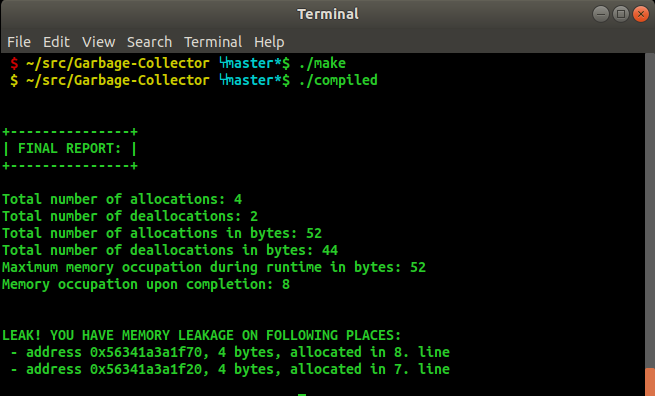 Terminal
File Edit View Search Terminal Help
$ ~/src/Garbage-Collector master*$ ./make
$ ~/src/Garbage-Collector master*$ ./compiled
+---------------+
| FINAL REPORT: |
+---------------+
Total number of allocations: 4
Total number of deallocations: 2
Total number of allocations in bytes: 52
Total number of deallocations in bytes: 44
Maximum memory occupation during runtime in bytes: 52
Memory occupation upon completion: 8
LEAK! YOU HAVE MEMORY LEAKAGE ON FOLLOWING PLACES:
- address 0x56341a3a1f70, 4 bytes, allocated in 8. line
- address 0x56341a3a1f20, 4 bytes, allocated in 7. line